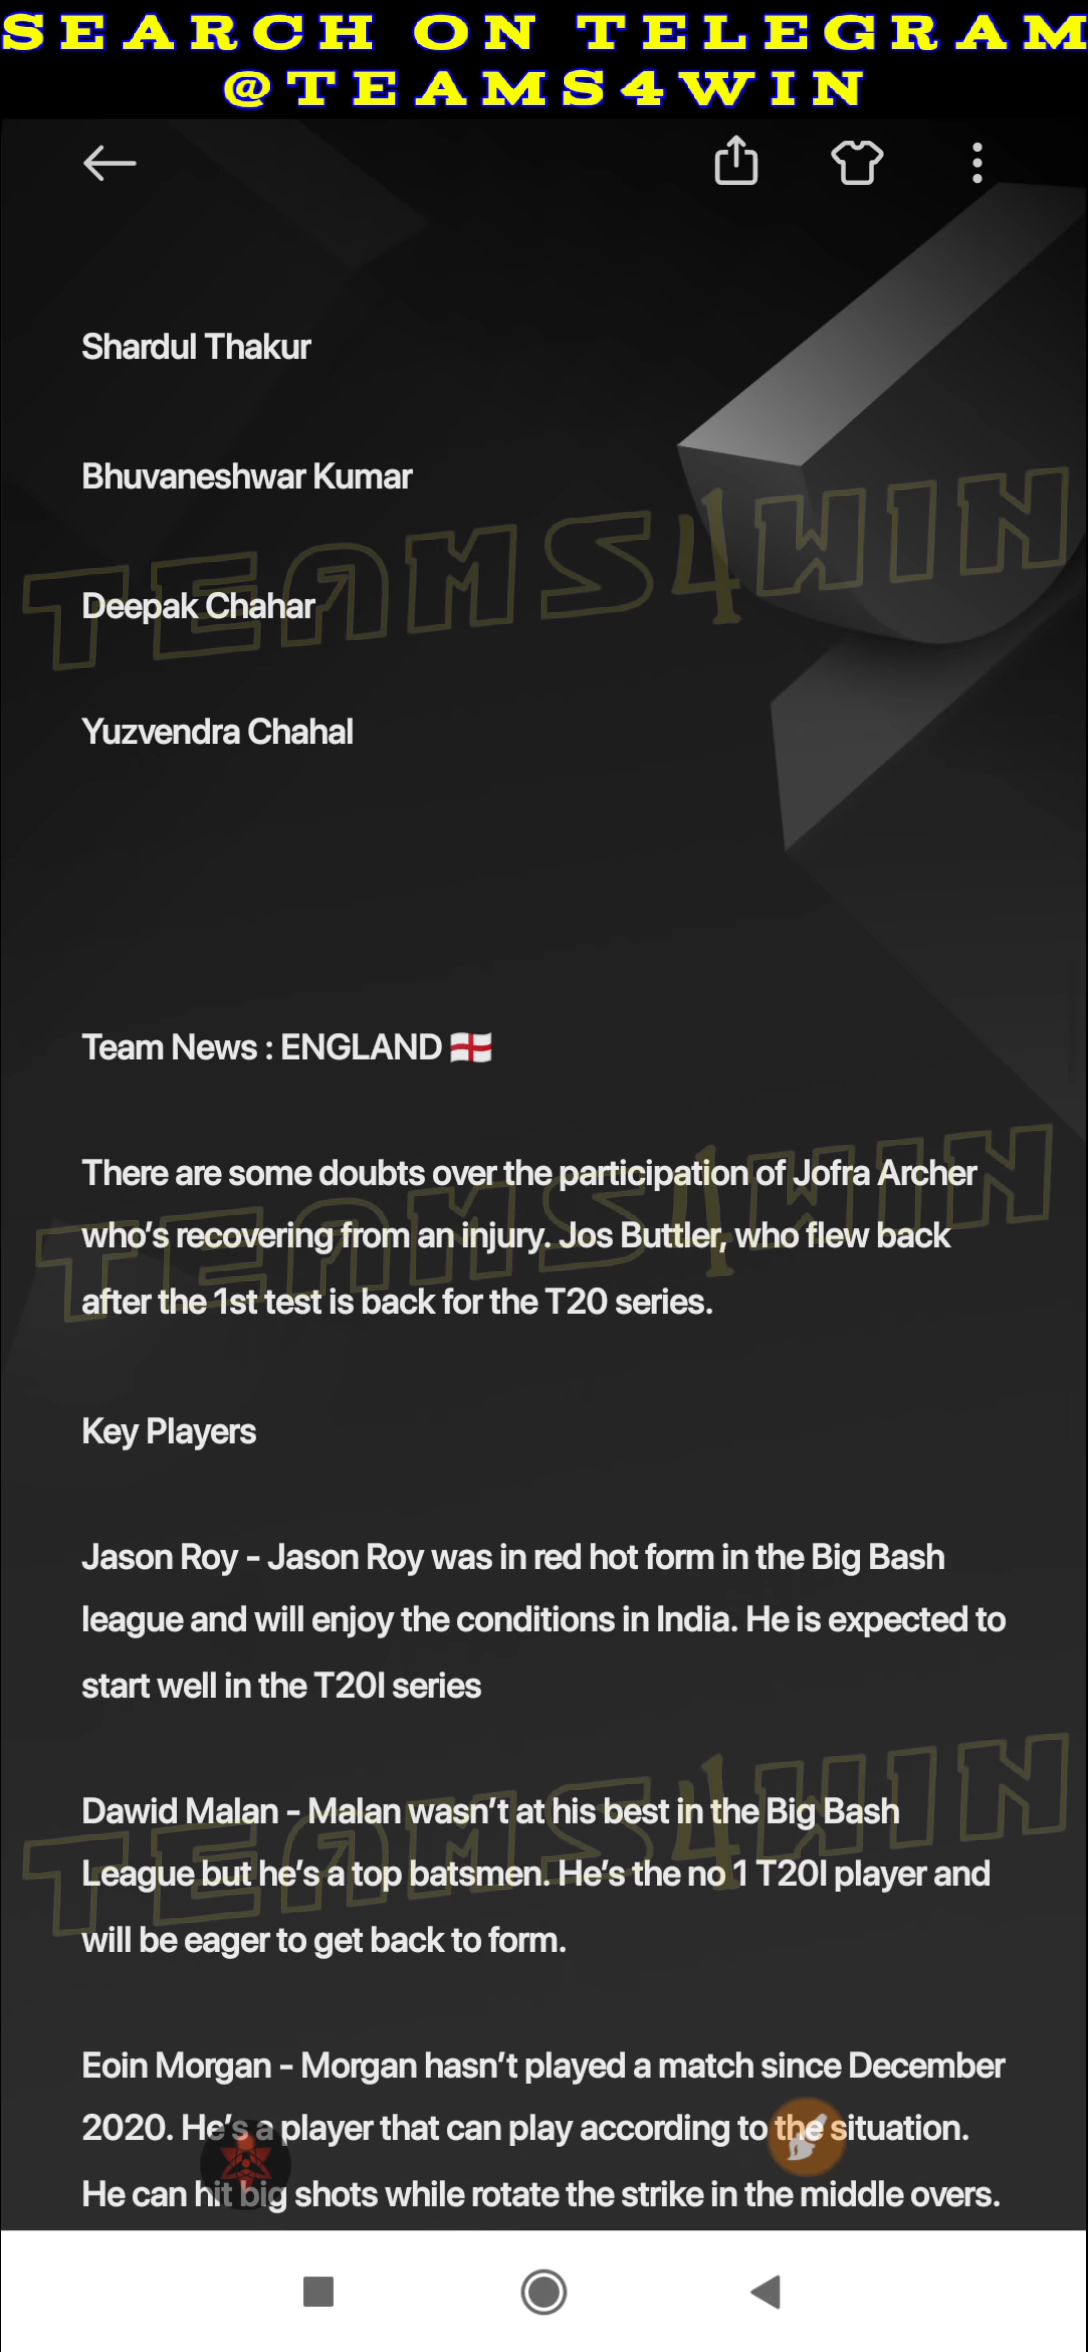 SEARCH ON TELEGRAM
@TEAMS4WIN
Shardul Thakur
Bhuvaneshwar Kumar
TEAMS4WIN
Deepak Chahar
Yuzvendra Chahal
Team News : ENGLAND 🏴󠁧󠁢󠁥󠁮󠁧󠁿
There are some doubts over the participation of Jofra Archer
TEAMS4WIN
who’s recovering from an injury. Jos Buttler, who flew back
after the 1st test is back for the T20 series.
Key Players
Jason Roy - Jason Roy was in red hot form in the Big Bash
league and will enjoy the conditions in India. He is expected to
start well in the T20I series
Dawid Malan - Malan wasn’t at his best in the Big Bash
TEAMS4WIN
League but he’s a top batsmen. He’s the no 1 T20I player and
will be eager to get back to form.
Eoin Morgan - Morgan hasn’t played a match since December
2020. He’s a player that can play according to the situation.
He can hit big shots while rotate the strike in the middle overs.